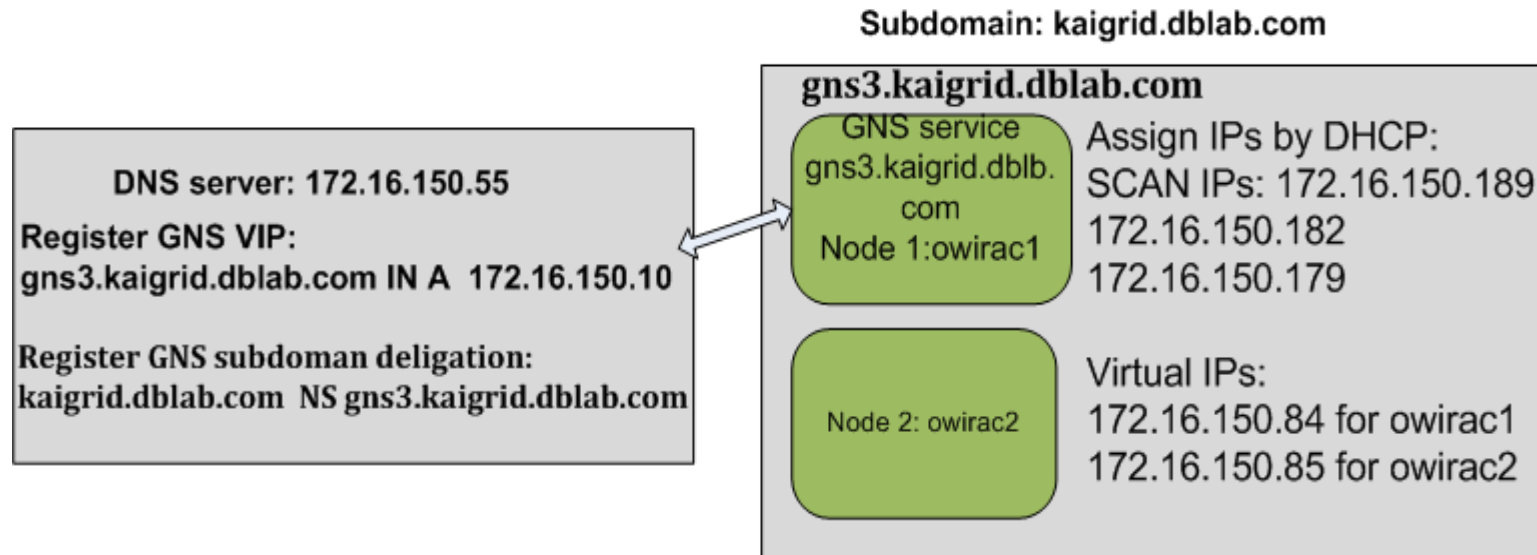 Subdomain: kaigrid.dblab.com
DNS server: 172.16.150.55
Register GNS VIP:
gns3.kaigrid.dblab.com IN A 172.16.150.10
Register GNS subdoman deligation:
kaigrid.dblab.com NS gns3.kaigrid.dblab.com
gns3.kaigrid.dblab.com
GNS service
gns3.kaigrid.dblb.
com
Node 1:owirac1
Assign IPs by DHCP:
SCAN IPs: 172.16.150.189
172.16.150.182
172.16.150.179
Node 2: owirac2
Virtual IPs:
172.16.150.84 for owirac1
172.16.150.85 for owirac2